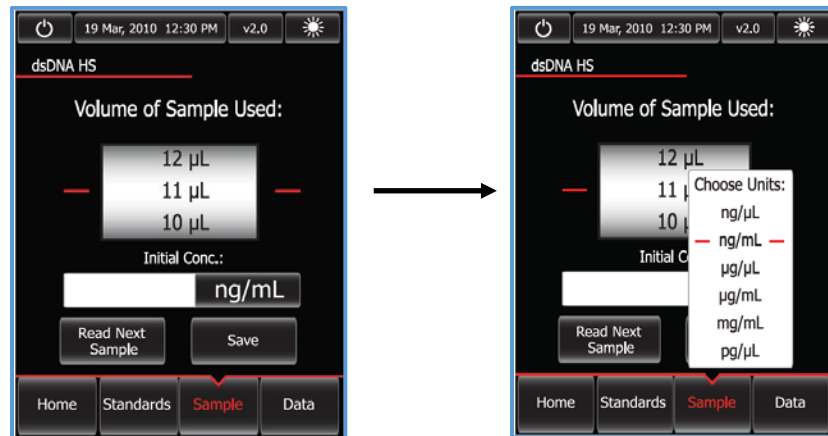 19 Mar, 2010 12:30 PM v2.0
dsDNA HS
Volume of Sample Used:
12 µL
11 µL
10 µL
Initial Conc.:
ng/mL
Read Next
Sample
Save
Home Standards Sample Data
19 Mar, 2010 12:30 PM v2.0
dsDNA HS
Volume of Sample Used:
12 µL
11 µ
10 µ
Initial C
Choose Units:
ng/µL
ng/mL
µg/µL
µg/mL
mg/mL
pg/µL
Read Next
Sample
Home Standards Sample Data